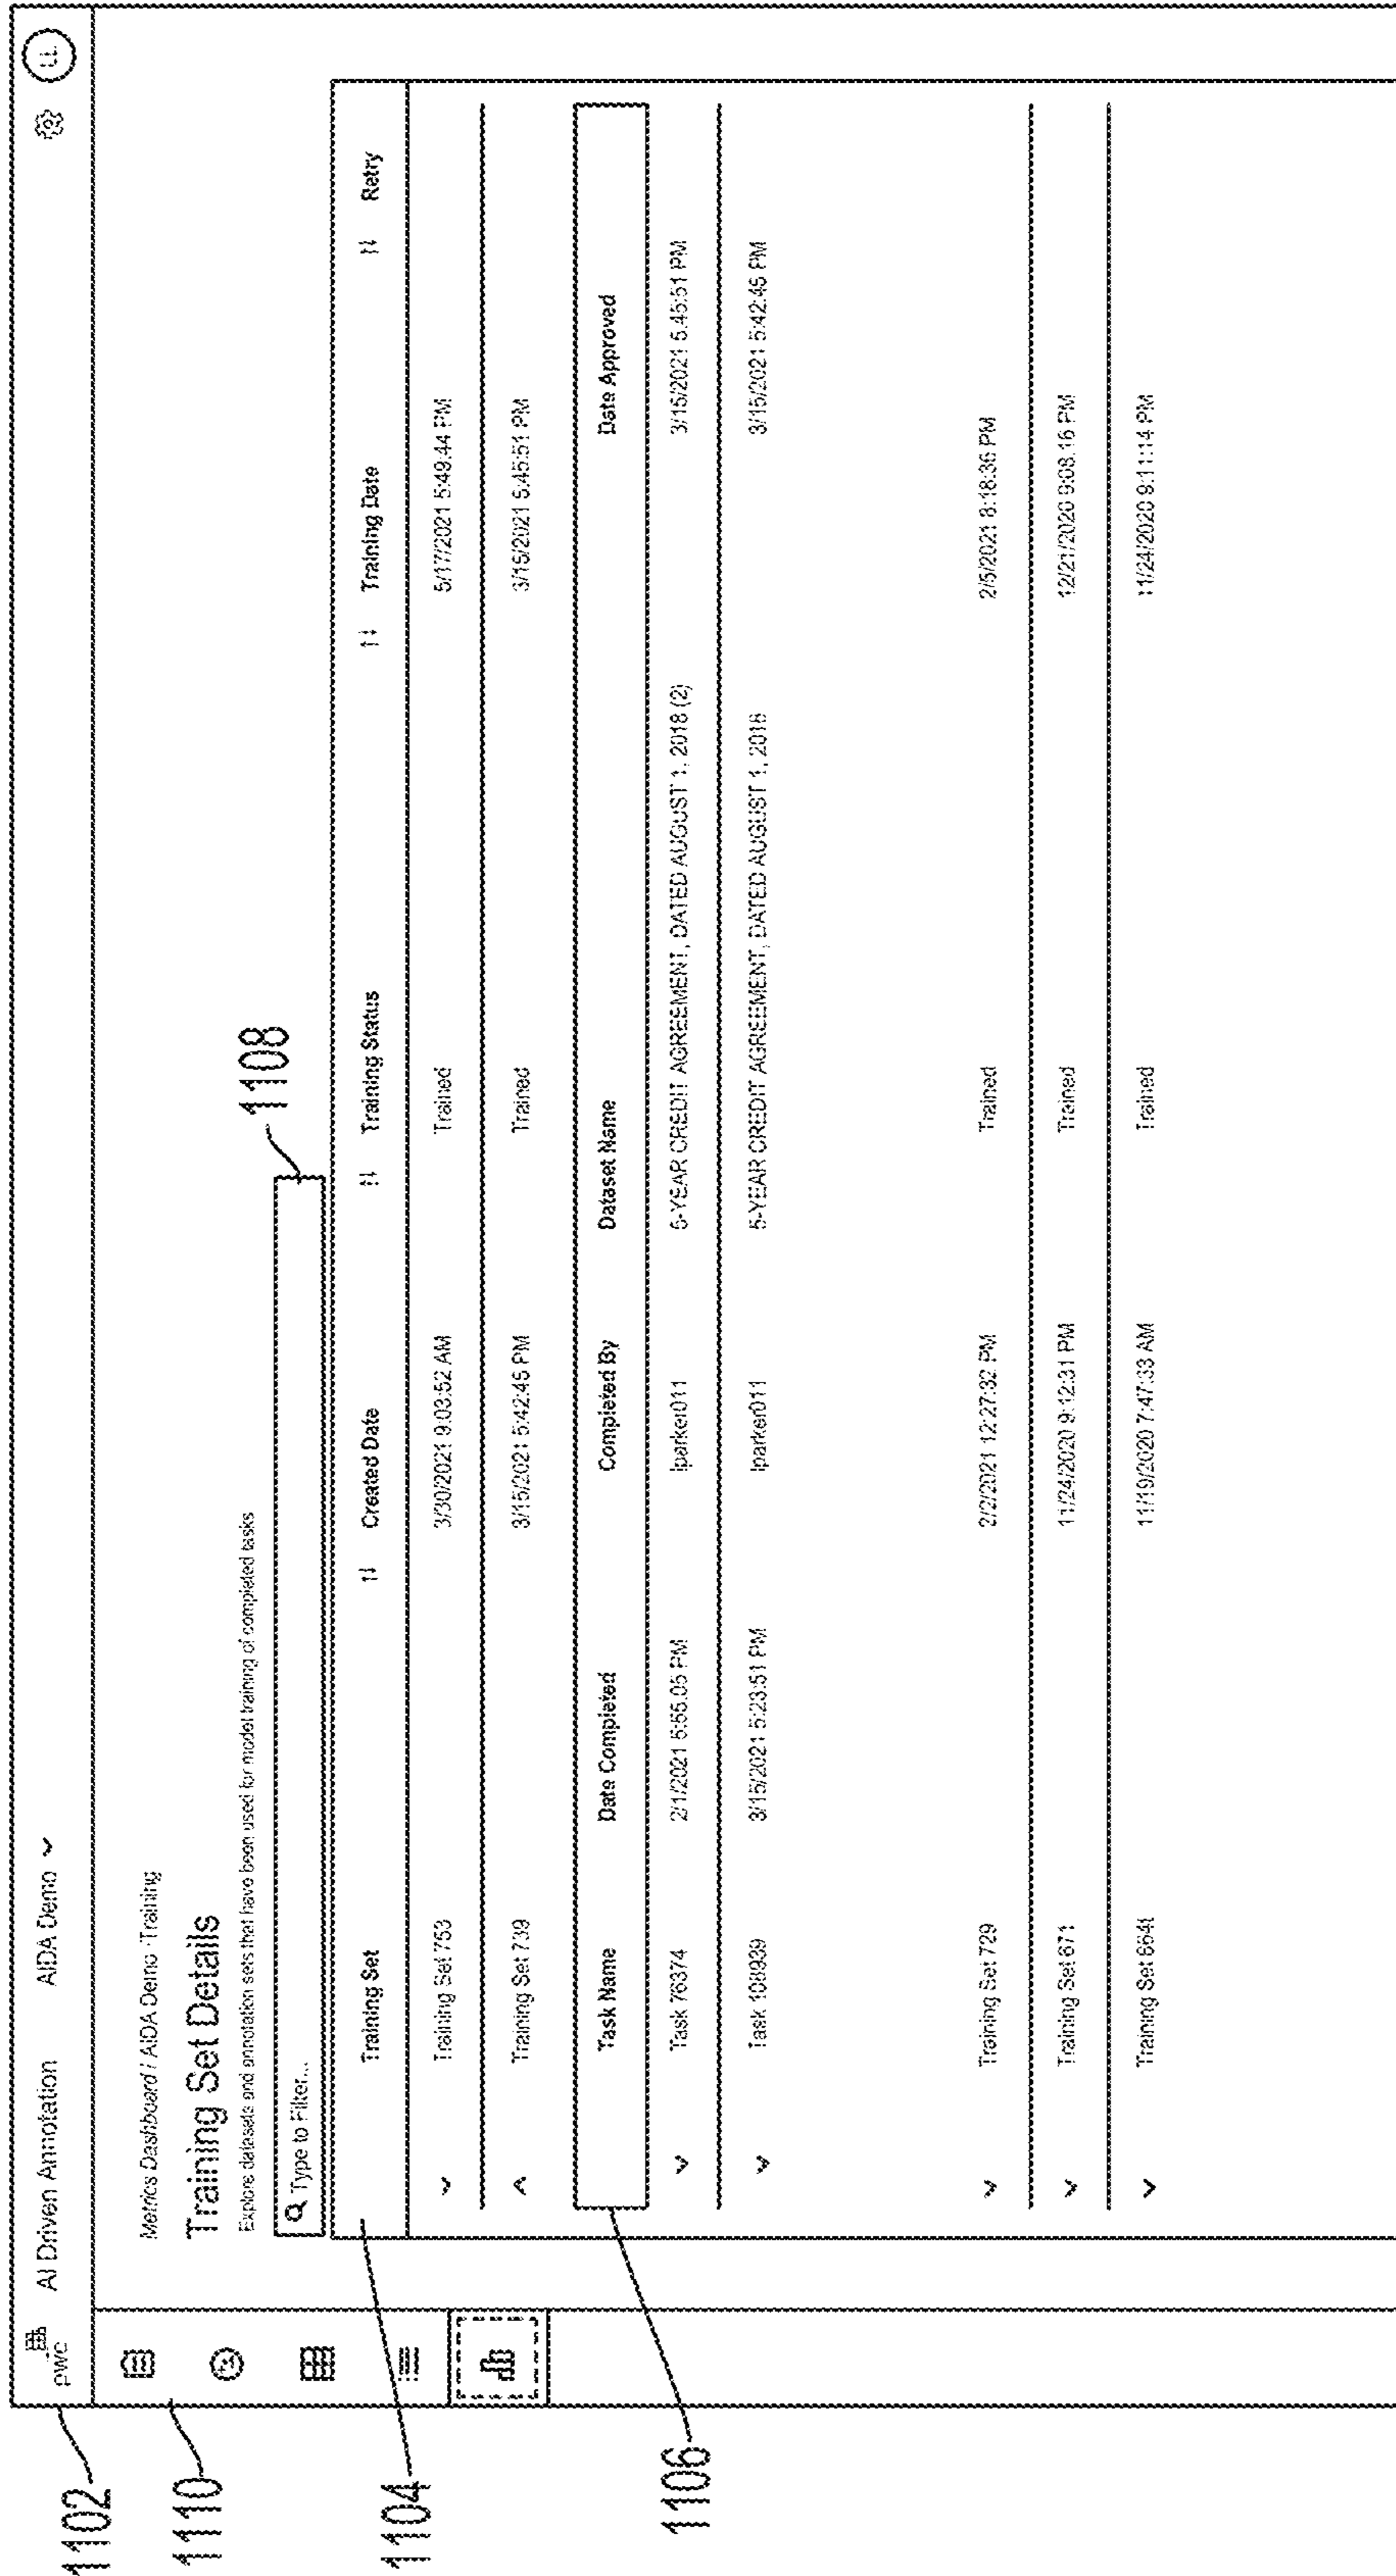 1102
pwc AI Driven Annotation AIDA Demo LL
1110
Metrics Dashboard / AIDA Demo Training
Training Set Details
Explore datasets and annotation sets that have been used for model training of completed tasks
1108
Type to Filter...
1104
Training Set Created Date Training Status Training Date Retry
Training Set 753 3/30/2021 9:03:52 AM Trained 5/17/2021 5:49:44 PM
Training Set 739 3/15/2021 5:42:45 PM Trained 3/15/2021 5:45:51 PM
1106
Task Name Date Completed Completed By Dataset Name Date Approved
Task 76374 2/1/2021 5:55:05 PM lparker011 5-YEAR CREDIT AGREEMENT, DATED AUGUST 1, 2018 (2) 3/15/2021 5:45:51 PM
Task 108939 3/15/2021 5:23:51 PM lparker011 5-YEAR CREDIT AGREEMENT, DATED AUGUST 1, 2018 3/15/2021 5:42:45 PM
Training Set 729 2/2/2021 12:27:32 PM Trained 2/5/2021 8:18:36 PM
Training Set 671 11/24/2020 9:12:31 PM Trained 12/21/2020 9:08:16 PM
Training Set 11/19/2020 7:47:33 AM Trained 11/24/2020 9:11:14 PM